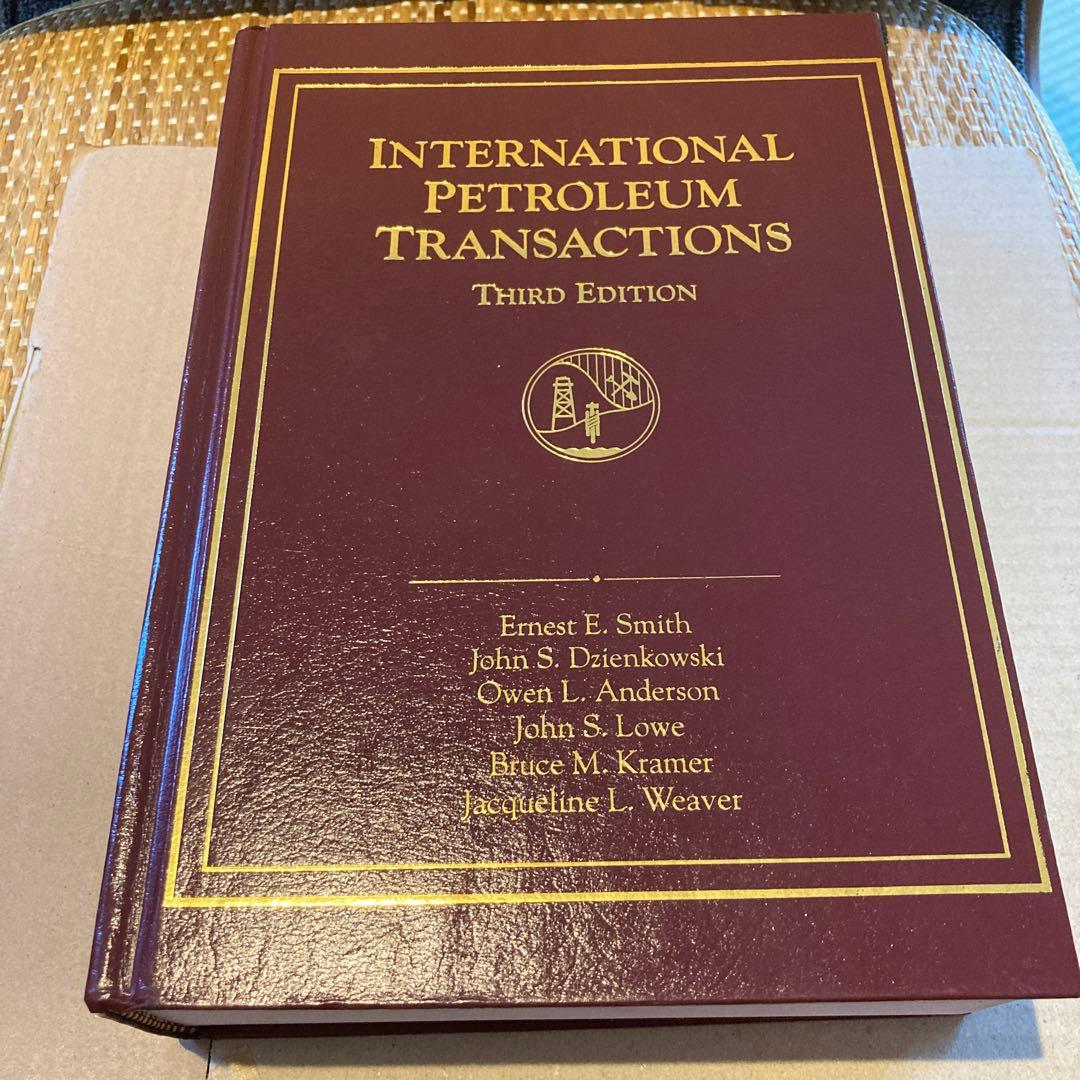 INTERNATIONAL
PETROLEUM
TRANSACTIONS
THIRD EDITION
Ernest E. Smith
John S. Dzienkowski
Owen L. Anderson
John S. Lowe
Bruce M. Kramer
Jacqueline L. Weaver